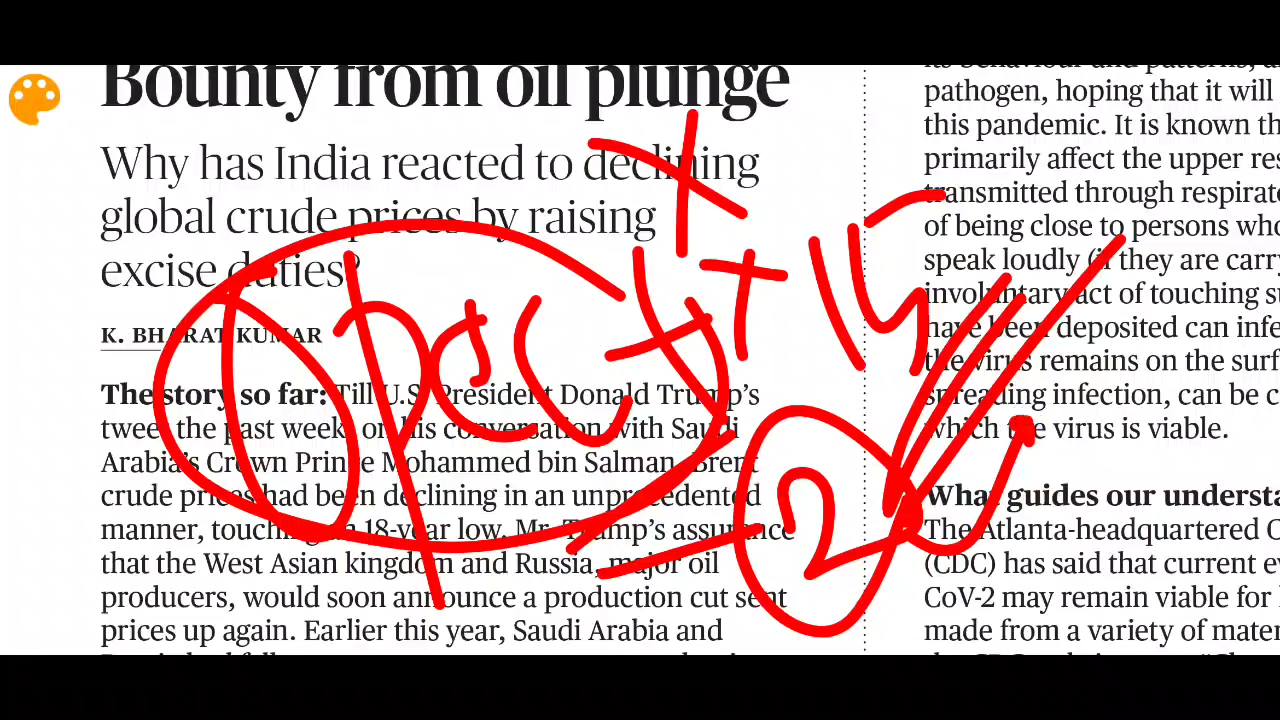 Bounty from oil plunge
Why has India reacted to declining
global crude prices by raising
excise duties?
K. BHARAT KUMAR
The story so far: Till U.S. President Donald Trump's
tweet the past week, on his conversation with Saudi
Arabia's Crown Prince Mohammed bin Salman, Brent
crude prices had been declining in an unprecedented
manner, touching an 18-year low. Mr. Trump's assurance
that the West Asian kingdom and Russia, major oil
producers, would soon announce a production cut sent
prices up again. Earlier this year, Saudi Arabia and
pathogen, hoping that it will
this pandemic. It is known th
primarily affect the upper res
transmitted through respirato
of being close to persons who
speak loudly (if they are carry
involuntary act of touching su
have been deposited can infe
the virus remains on the surf
spreading infection, can be c
which the virus is viable.
What guides our understa
The Atlanta-headquartered C
(CDC) has said that current ev
CoV-2 may remain viable for
made from a variety of mater
2